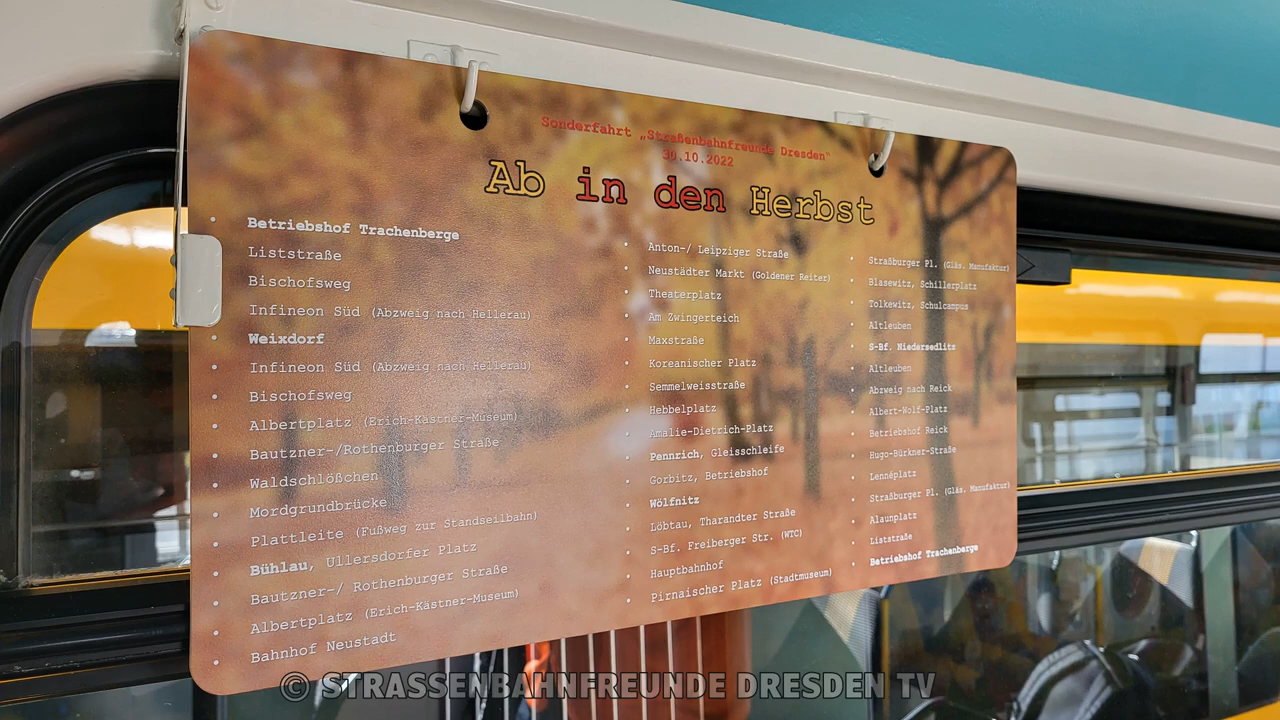 Sonderfahrt „Straßenbahnfreunde Dresden"
30.10.2022
Ab in den Herbst
• Betriebshof Trachenberge
• Liststraße
• Bischofsweg
• Infineon Süd (Abzweig nach Hellerau)
• Weixdorf
• Infineon Süd (Abzweig nach Hellerau)
• Bischofsweg
• Albertplatz (Erich-Kästner-Museum)
• Bautzner-/Rothenburger Straße
• Waldschlößchen
• Mordgrundbrücke
• Plattleite (Fußweg zur Standseilbahn)
• Bühlau, Ullersdorfer Platz
• Bautzner-/ Rothenburger Straße
• Albertplatz (Erich-Kästner-Museum)
• Bahnhof Neustadt
• Anton-/ Leipziger Straße
• Neustädter Markt (Goldener Reiter)
• Theaterplatz
• Am Zwingerteich
• Maxstraße
• Koreanischer Platz
• Semmelweisstraße
• Hebbelplatz
• Amalie-Dietrich-Platz
• Pennrich, Gleisschleife
• Gorbitz, Betriebshof
• Wölfnitz
• Löbtau, Tharandter Straße
• S-Bf. Freiberger Str. (WTC)
• Hauptbahnhof
• Pirnaischer Platz (Stadtmuseum)
• Straßburger Pl. (Gläs. Manufaktur)
• Blasewitz, Schillerplatz
• Tolkewitz, Schulcampus
• Altleuben
• S-Bf. Niedersedlitz
• Altleuben
• Abzweig nach Reick
• Albert-Wolf-Platz
• Betriebshof Reick
• Hugo-Bürkner-Straße
• Lennéplatz
• Straßburger Pl. (Gläs. Manufaktur)
• Alaunplatz
• Liststraße
• Betriebshof Trachenberge
© STRASSENBAHNFREUNDE DRESDEN TV